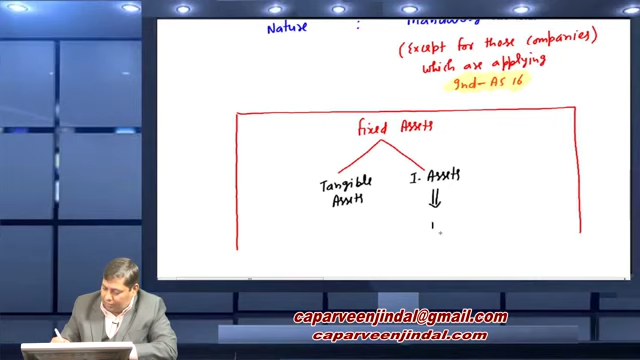 Nature :
(Except for those companies)
which are applying
Ind-AS 16
Fixed Assets
Tangible
Assets
I. Assets
caparveenjindal@gmail.com
caparveenjindal.com